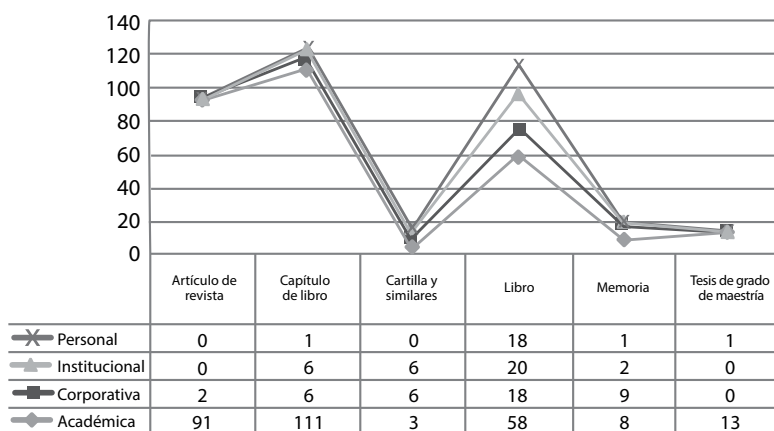 140
120
100
80
60
40
20
0
Artículo de revista Capítulo de libro Cartilla y similares Libro Memoria Tesis de grado de maestría
Personal 0 1 0 18 1 1
Institucional 0 6 6 20 2 0
Corporativa 2 6 6 18 9 0
Académica 91 111 3 58 8 13